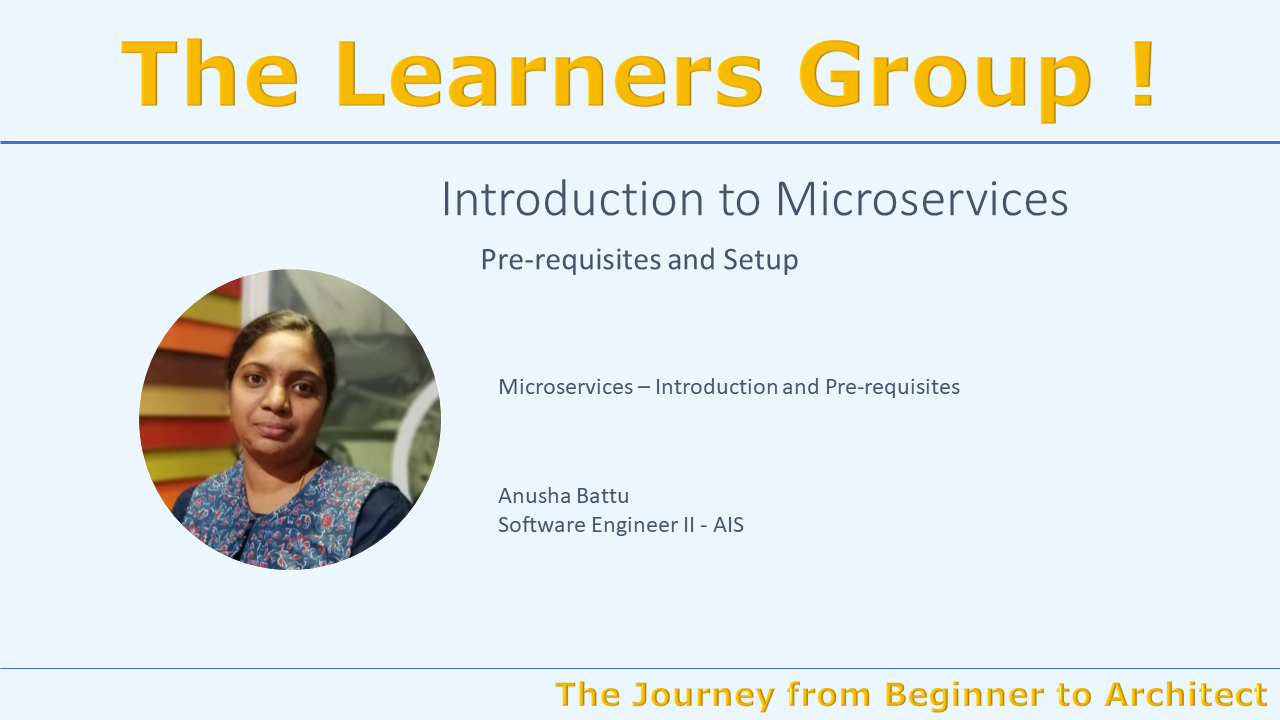 The Learners Group !
Introduction to Microservices
Pre-requisites and Setup
Microservices – Introduction and Pre-requisites
Anusha Battu
Software Engineer II - AIS
The Journey from Beginner to Architect